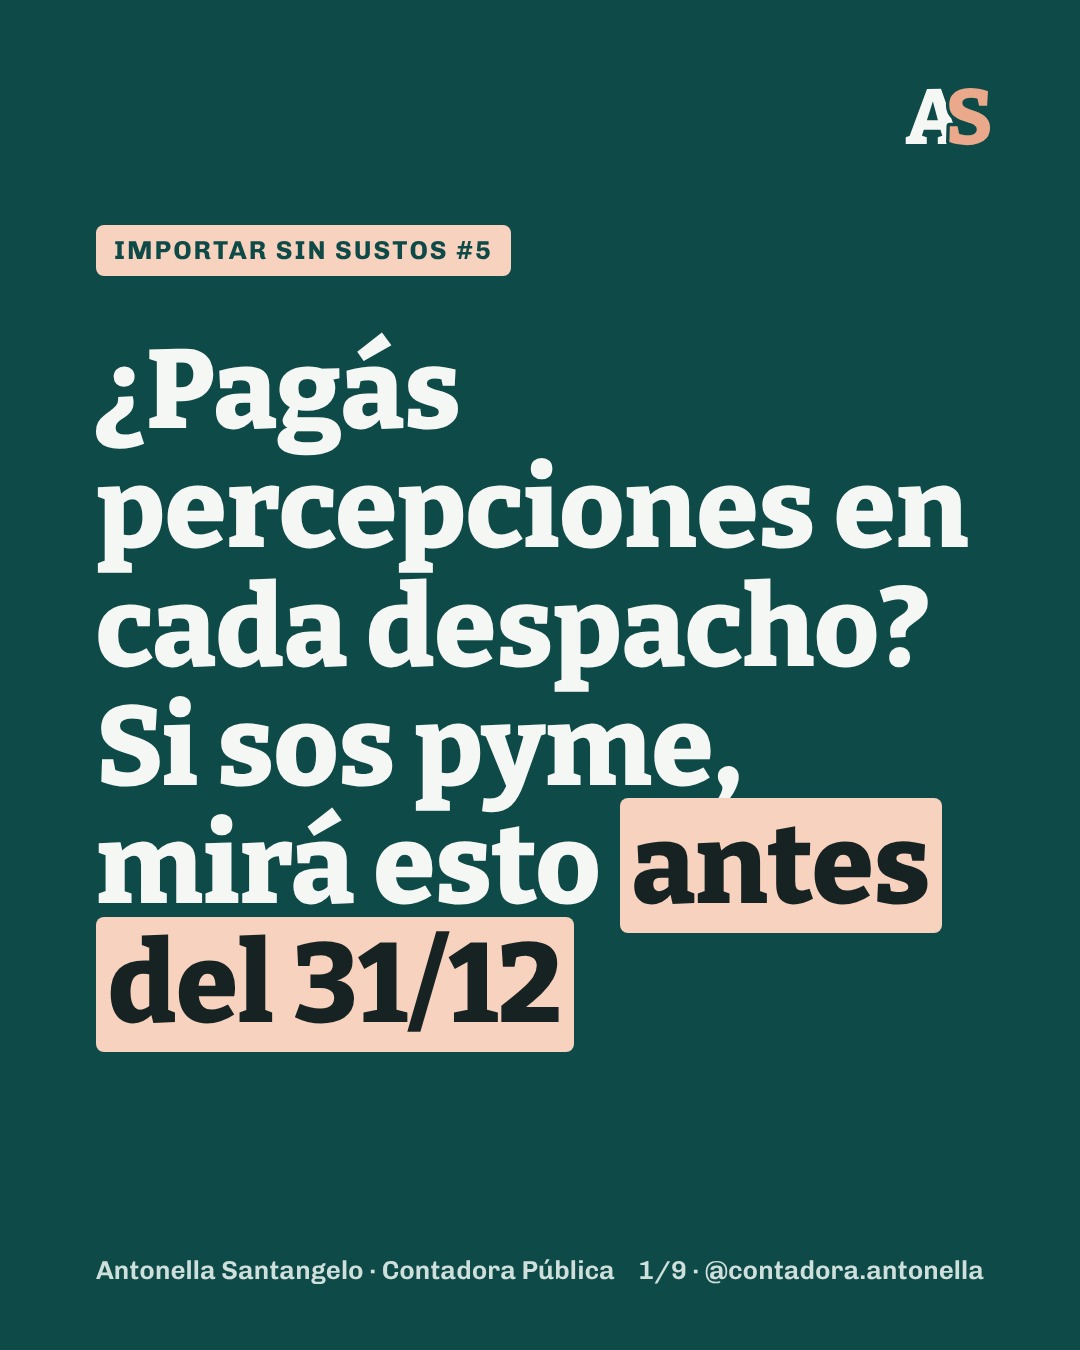 AS
IMPORTAR SIN SUSTOS #5
¿Pagás
percepciones en
cada despacho?
Si sos pyme,
mirá esto antes
del 31/12
Antonella Santangelo · Contadora Pública 1/9 · @contadora.antonella